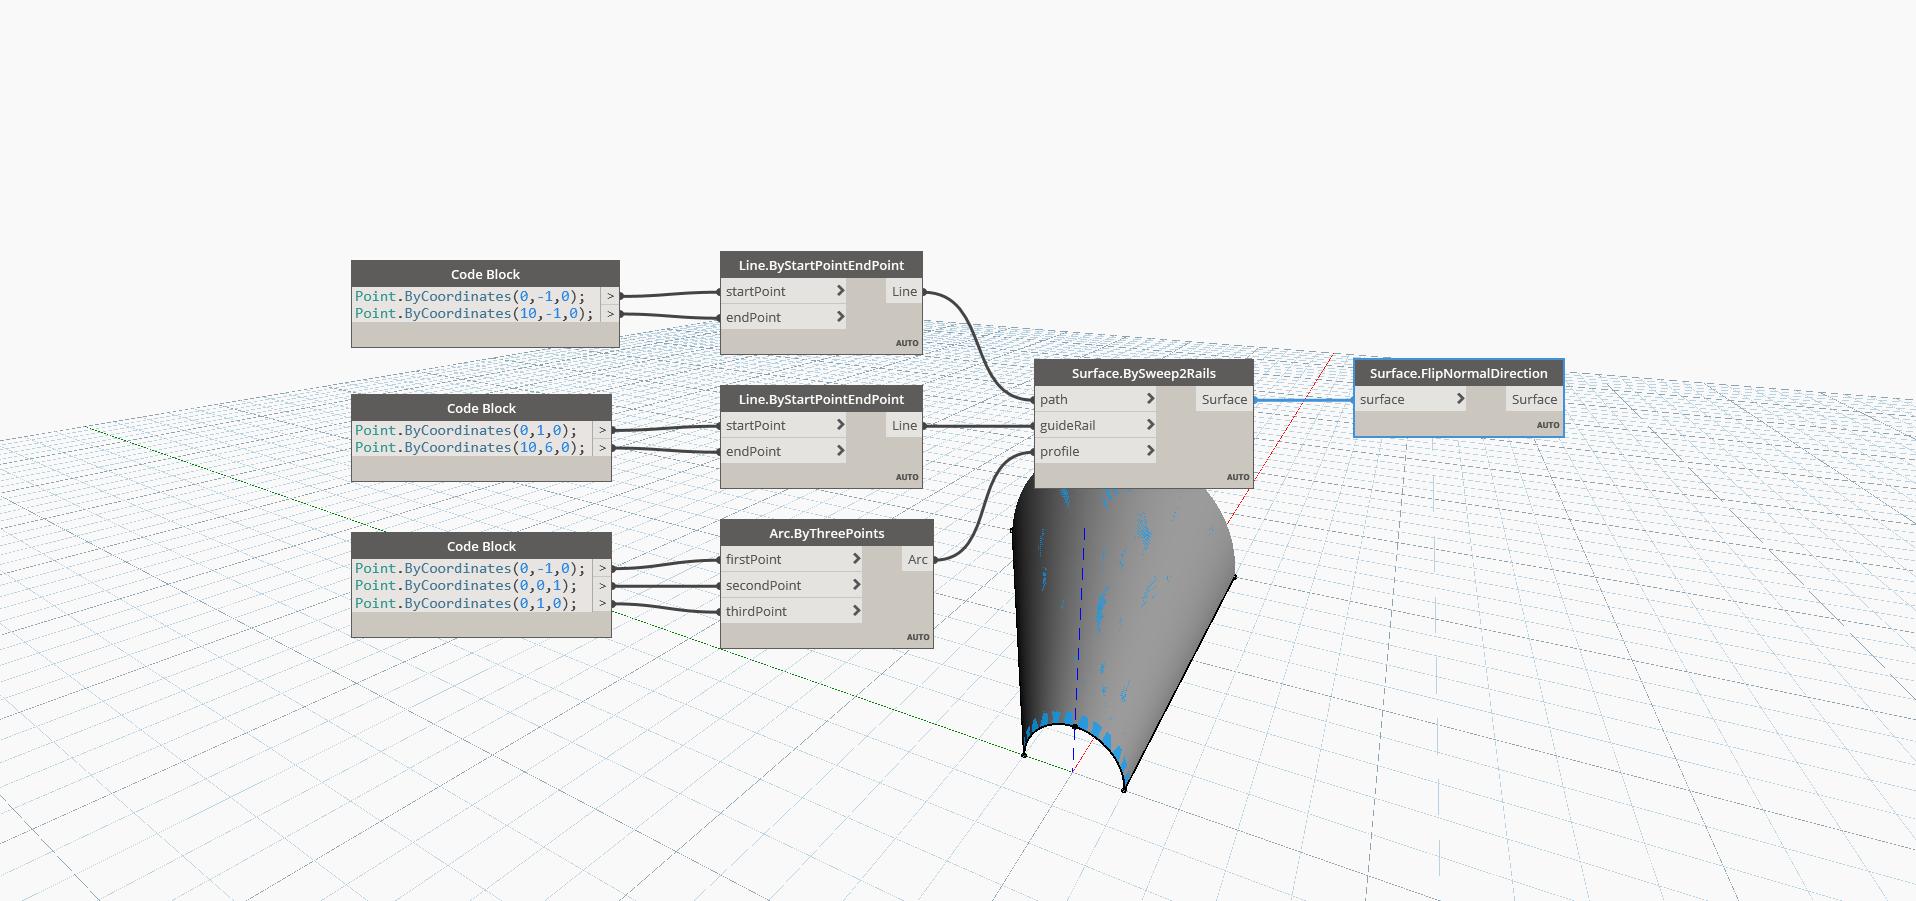 Code Block
Point.ByCoordinates(0,-1,0); >
Point.ByCoordinates(10,-1,0); >
Line.ByStartPointEndPoint
startPoint > Line
endPoint >
AUTO
Code Block
Point.ByCoordinates(0,1,0); >
Point.ByCoordinates(10,6,0); >
Line.ByStartPointEndPoint
startPoint > Line
endPoint >
AUTO
Code Block
Point.ByCoordinates(0,-1,0); >
Point.ByCoordinates(0,0,1); >
Point.ByCoordinates(0,1,0); >
Arc.ByThreePoints
firstPoint > Arc
secondPoint >
thirdPoint >
AUTO
Surface.BySweep2Rails
path > Surface
guideRail >
profile >
AUTO
Surface.FlipNormalDirection
surface > Surface
AUTO